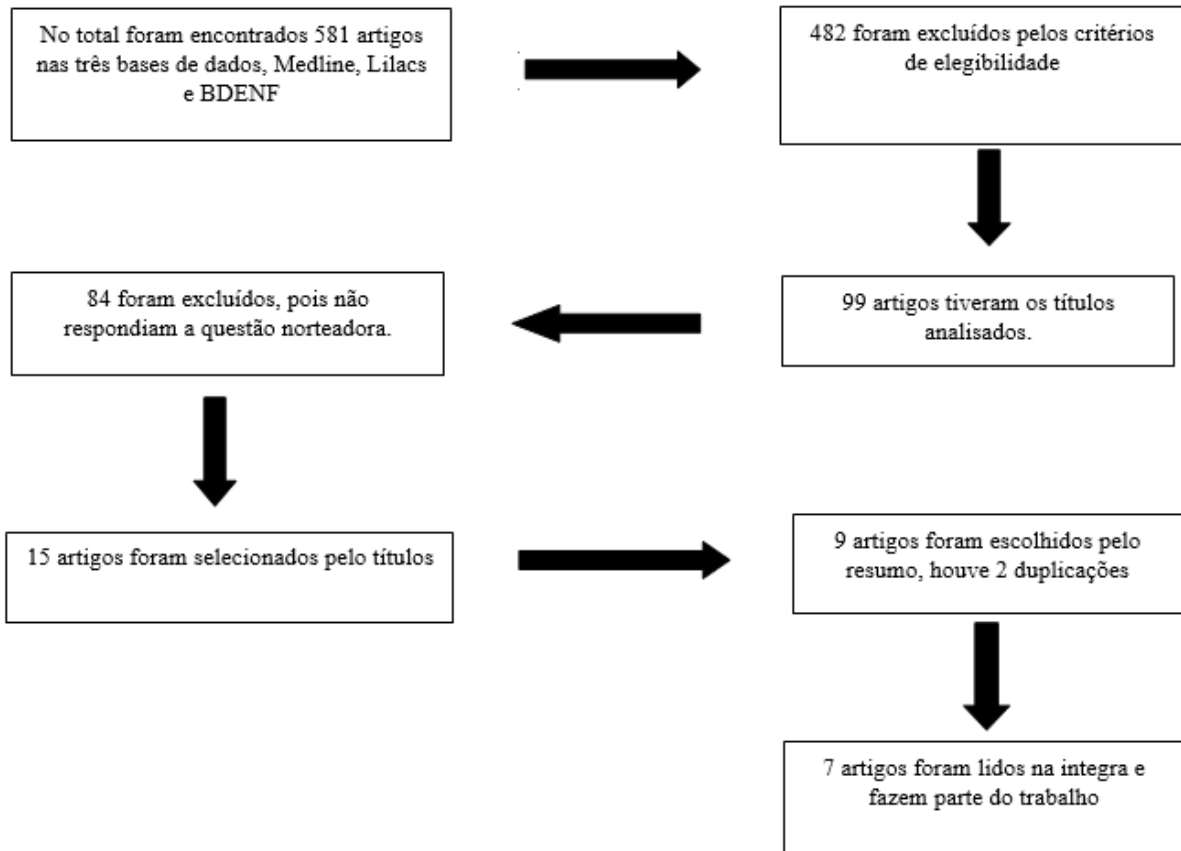 No total foram encontrados 581 artigos
nas três bases de dados, Medline, Lilacs
e BDENF
482 foram excluídos pelos critérios
de elegibilidade
99 artigos tiveram os títulos
analisados.
84 foram excluídos, pois não
respondiam a questão norteadora.
15 artigos foram selecionados pelo títulos
9 artigos foram escolhidos pelo
resumo, houve 2 duplicações
7 artigos foram lidos na integra e
fazem parte do trabalho